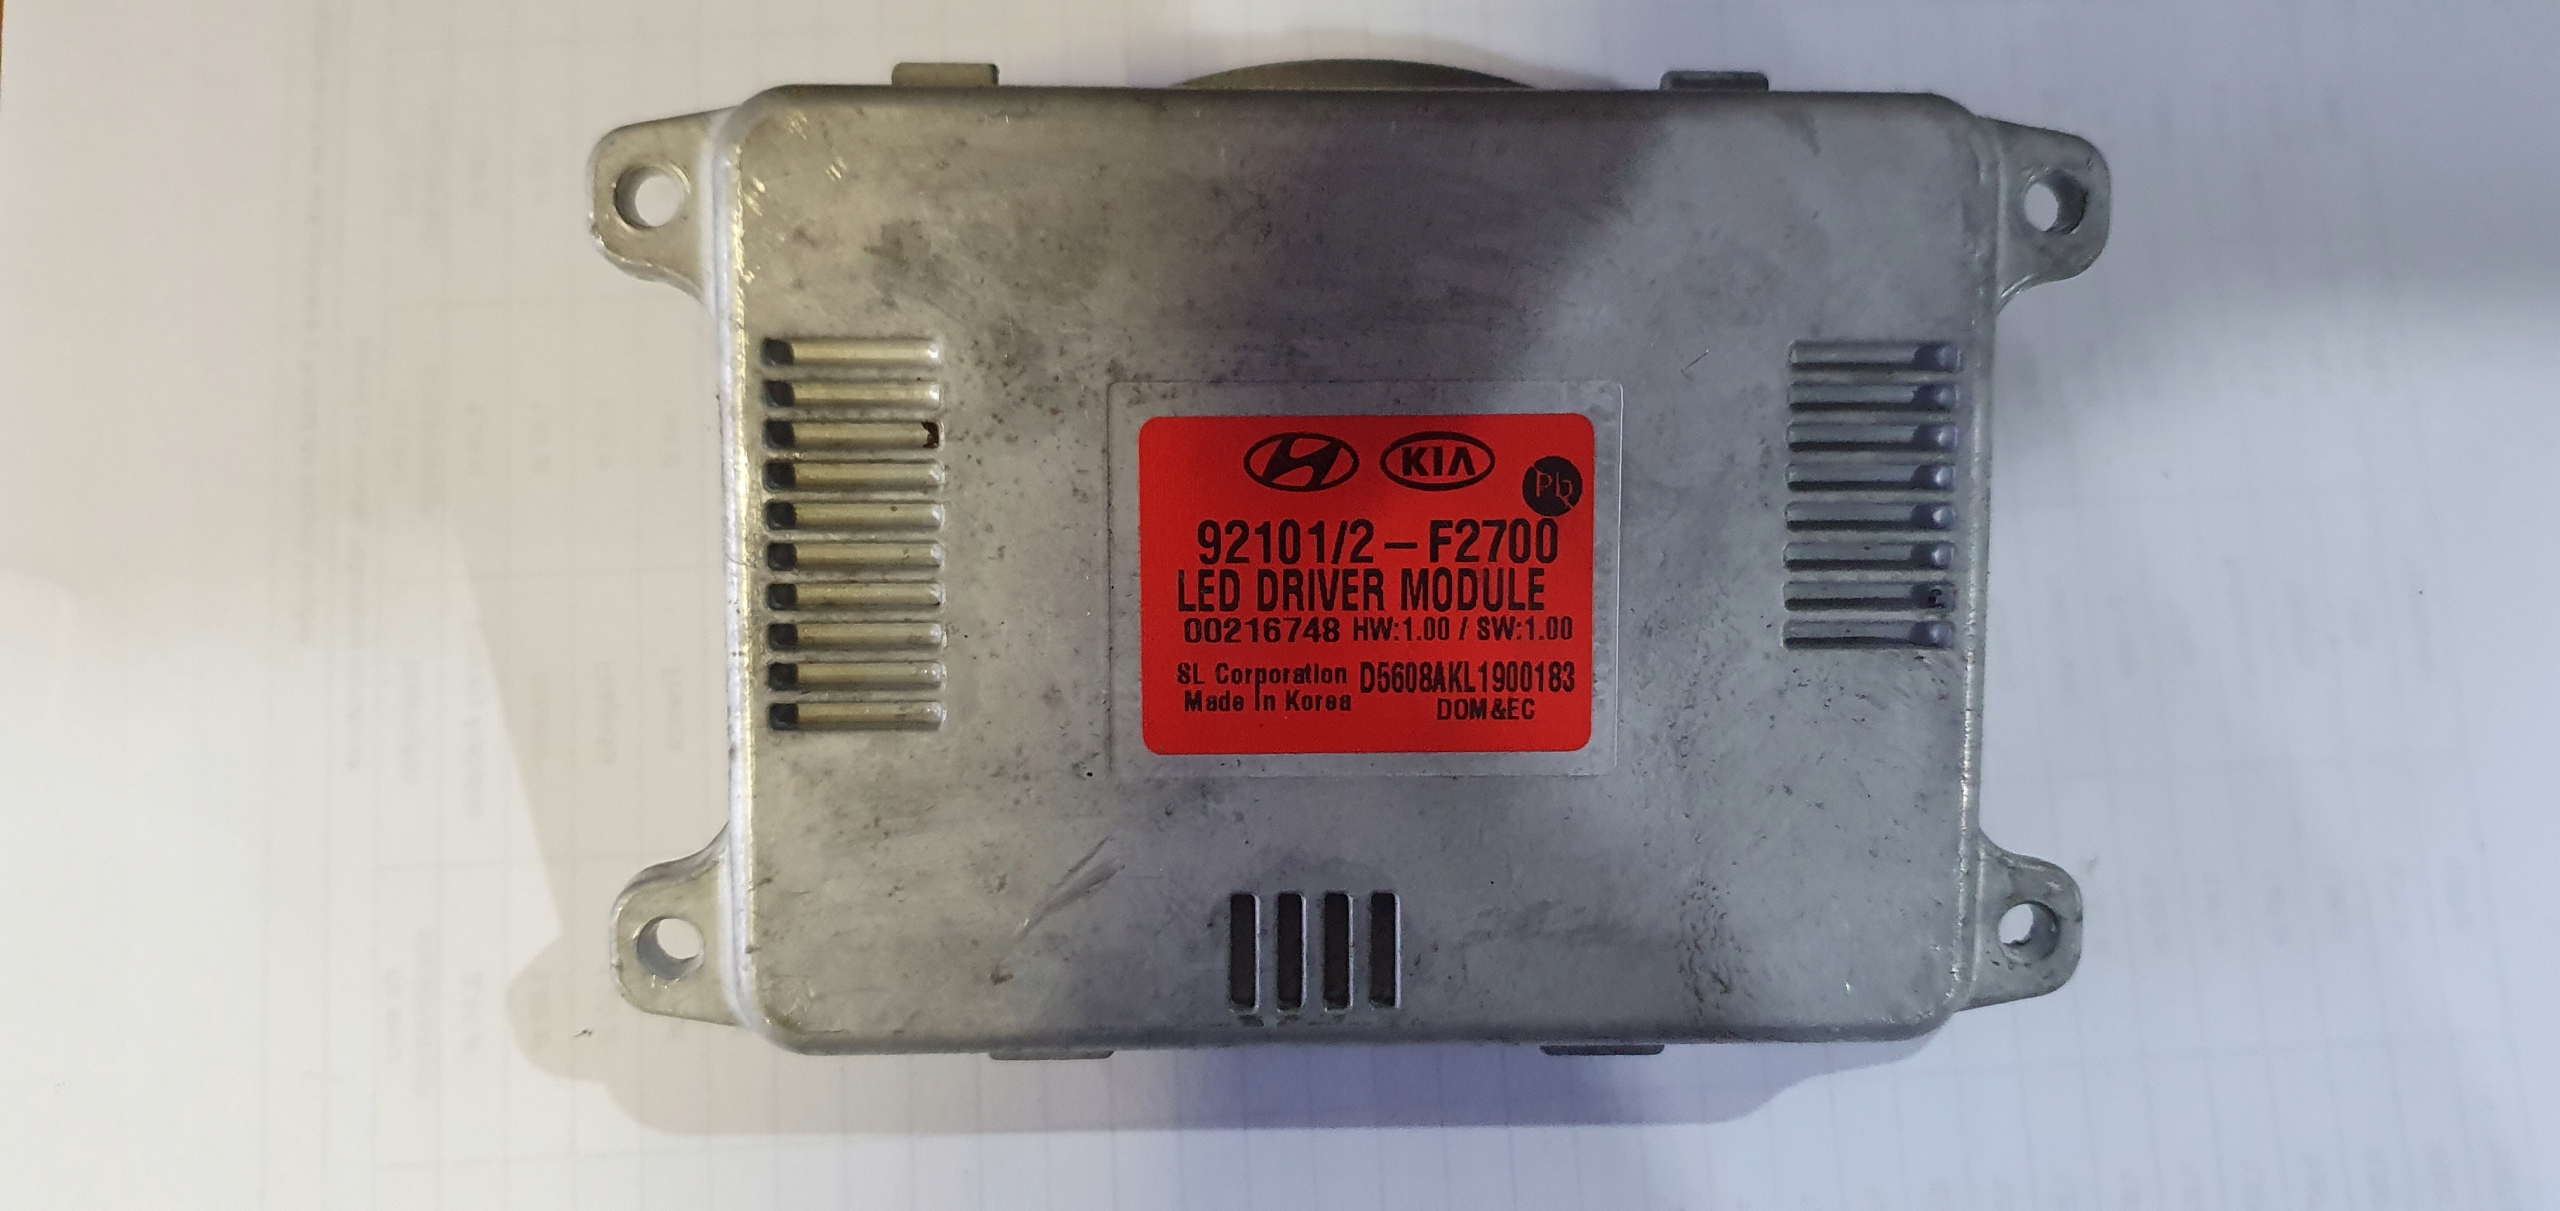 KIA
Pb
92101/2-F2700
LED DRIVER MODULE
00216748 HW:1.00 / SW:1.00
SL Corporation D5608AKL1900183
Made In Korea DOM&EC